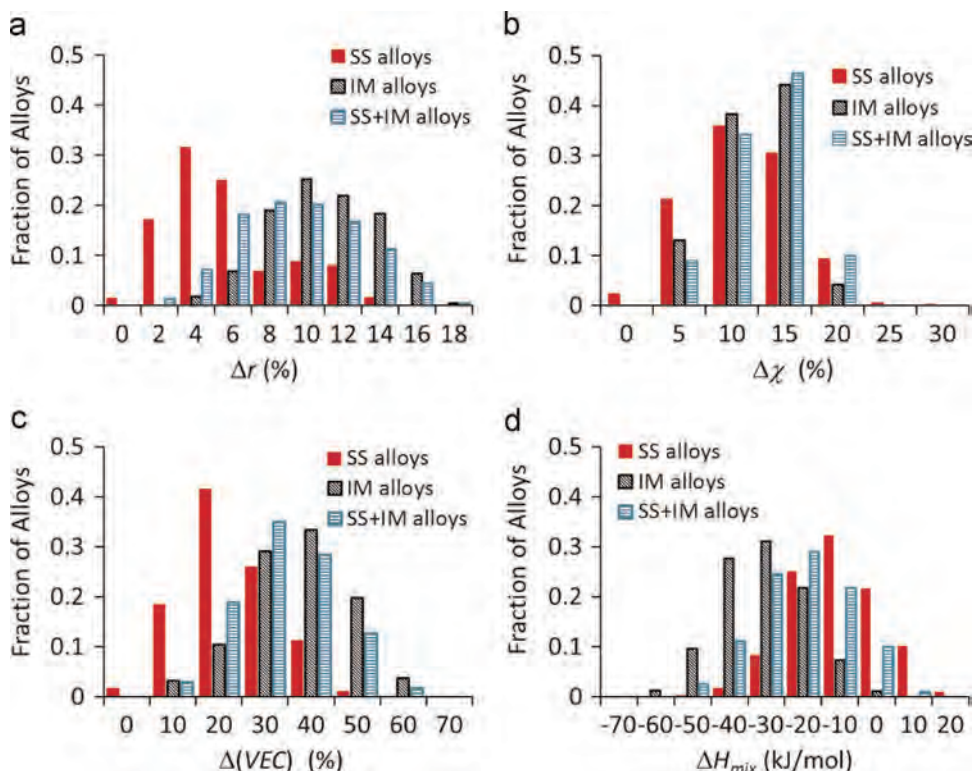 a
0.5
0.4
0.3
0.2
0.1
0
Fraction of Alloys
SS alloys
IM alloys
SS+IM alloys
0 2 4 6 8 10 12 14 16 18
Δr (%)
b
0.5
0.4
0.3
0.2
0.1
0
Fraction of Alloys
SS alloys
IM alloys
SS+IM alloys
0 5 10 15 20 25 30
Δχ (%)
c
0.5
0.4
0.3
0.2
0.1
0
Fraction of Alloys
SS alloys
IM alloys
SS+IM alloys
0 10 20 30 40 50 60 70
Δ(VEC) (%)
d
0.5
0.4
0.3
0.2
0.1
0
Fraction of Alloys
SS alloys
IM alloys
SS+IM alloys
-70 -60 -50 -40 -30 -20 -10 0 10 20
ΔHmix (kJ/mol)